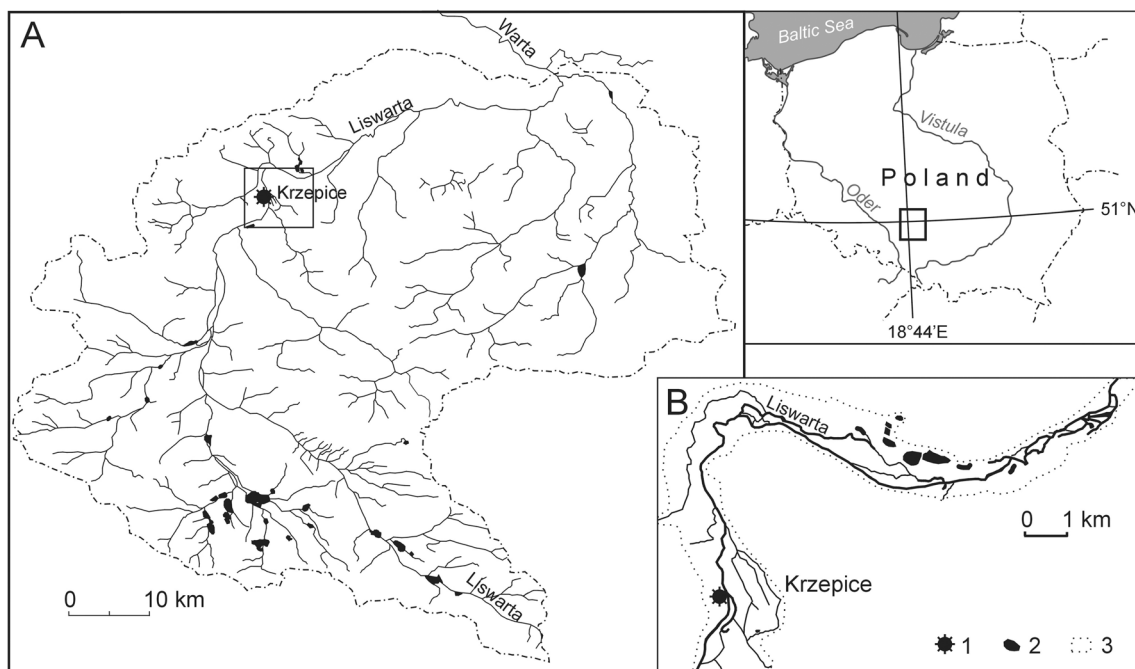 A
Warta
Liswarta
Krzepice
Liswarta
0 10 km
Baltic Sea
Vistula
Poland
Oder
51°N
18°44'E
B
Liswarta
0 1 km
Krzepice
1 2 3